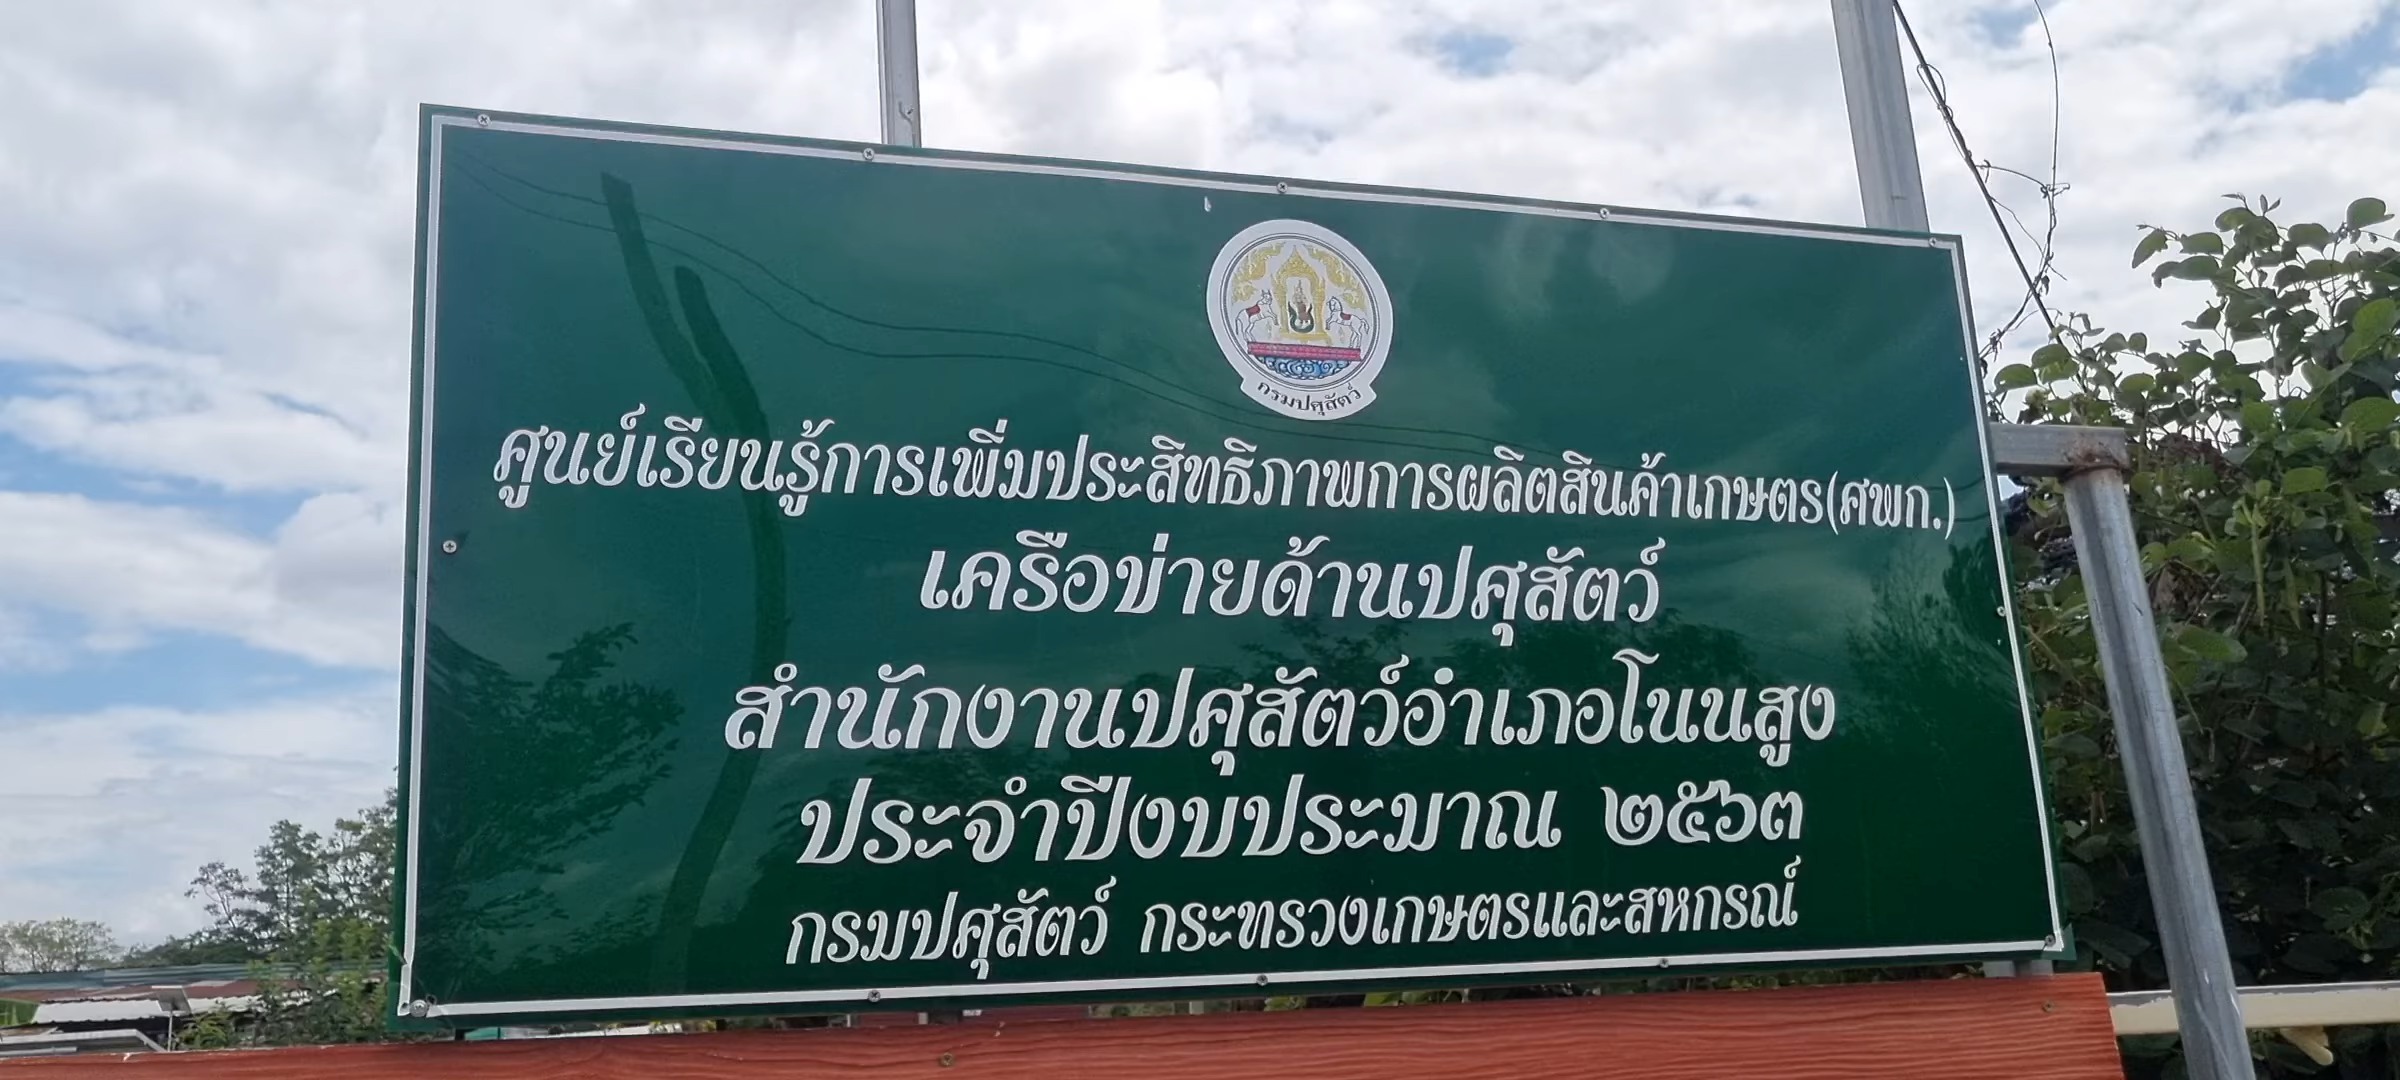 กรมปศุสัตว์
ศูนย์เรียนรู้การเพิ่มประสิทธิภาพการผลิตสินค้าเกษตร(ศพก.)
เครือข่ายด้านปศุสัตว์
สำนักงานปศุสัตว์อำเภอโนนสูง
ประจำปีงบประมาณ ๒๕๖๓
กรมปศุสัตว์ กระทรวงเกษตรและสหกรณ์